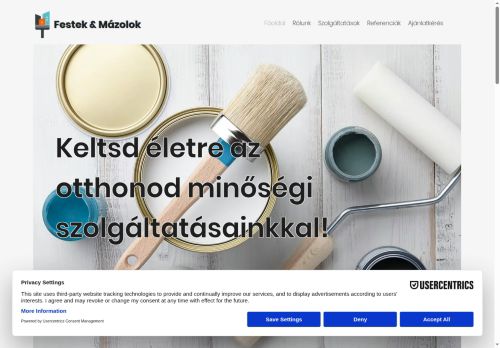 Festek & Mázolok
Főoldal Rólunk Szolgáltatások Referenciák Ajánlatkérés
Keltsd életre az
otthonod minőségi
szolgáltatásainkkal!
Privacy Settings
USERCENTRICS
This site uses third-party website tracking technologies to provide and continually improve our services, and to display advertisements according to users'
interests. I agree and may revoke or change my consent at any time with effect for the future.
More Information
Powered by Usercentrics Consent Management
Save Settings Deny Accept All